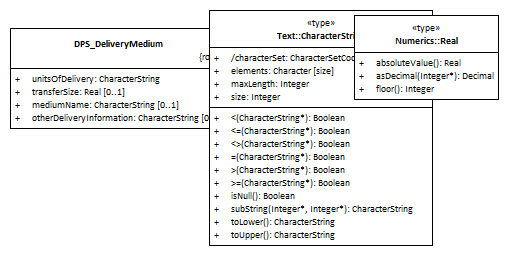 DPS_DeliveryMedium
+ unitsOfDelivery: CharacterString
+ transferSize: Real [0..1]
+ mediumName: CharacterString [0..1]
+ otherDeliveryInformation: CharacterString [0
«type»
Text::CharacterStri
+ /characterSet: CharacterSetCod
+ elements: Character [size]
+ maxLength: Integer
+ size: Integer
+ <(CharacterString*): Boolean
+ <=(CharacterString*): Boolean
+ <>(CharacterString*): Boolean
+ =(CharacterString*): Boolean
+ >(CharacterString*): Boolean
+ >=(CharacterString*): Boolean
+ isNull(): Boolean
+ subString(Integer*, Integer*): CharacterString
+ toLower(): CharacterString
+ toUpper(): CharacterString
«type»
Numerics::Real
+ absoluteValue(): Real
+ asDecimal(Integer*): Decimal
+ floor(): Integer